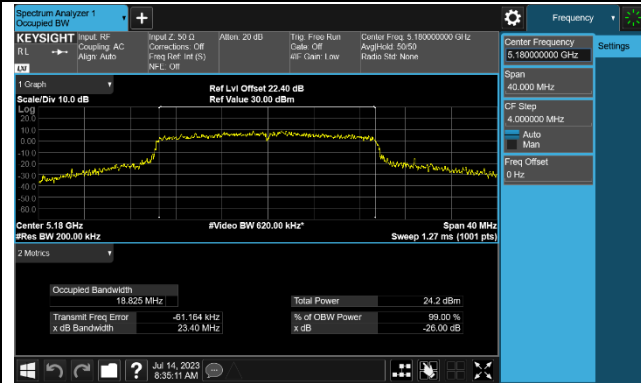 Spectrum Analyzer 1
Occupied BW
Frequency
KEYSIGHT
RL
LXI
Input: RF
Coupling: AC
Align: Auto
Input Z: 50 Ω
Corrections: Off
Freq Ref: Int (S)
NFE: Off
Atten: 20 dB
Trig: Free Run
Gate: Off
#IF Gain: Low
Center Freq: 5.180000000 GHz
Avg|Hold: 50/50
Radio Std: None
Center Frequency
5.180000000 GHz
Settings
Span
40.000 MHz
CF Step
4.000000 MHz
Auto
Man
Freq Offset
0 Hz
1 Graph
Scale/Div 10.0 dB
Ref Lvl Offset 22.40 dB
Ref Value 30.00 dBm
Log
20.0
10.0
0.00
-10.0
-20.0
-30.0
-40.0
-50.0
-60.0
Center 5.18 GHz
#Video BW 620.00 kHz*
Span 40 MHz
#Res BW 200.00 kHz
Sweep 1.27 ms (1001 pts)
2 Metrics
Occupied Bandwidth
18.825 MHz
Total Power
24.2 dBm
Transmit Freq Error
-61.164 kHz
% of OBW Power
99.00 %
x dB Bandwidth
23.40 MHz
x dB
-26.00 dB
Jul 14, 2023
8:35:11 AM